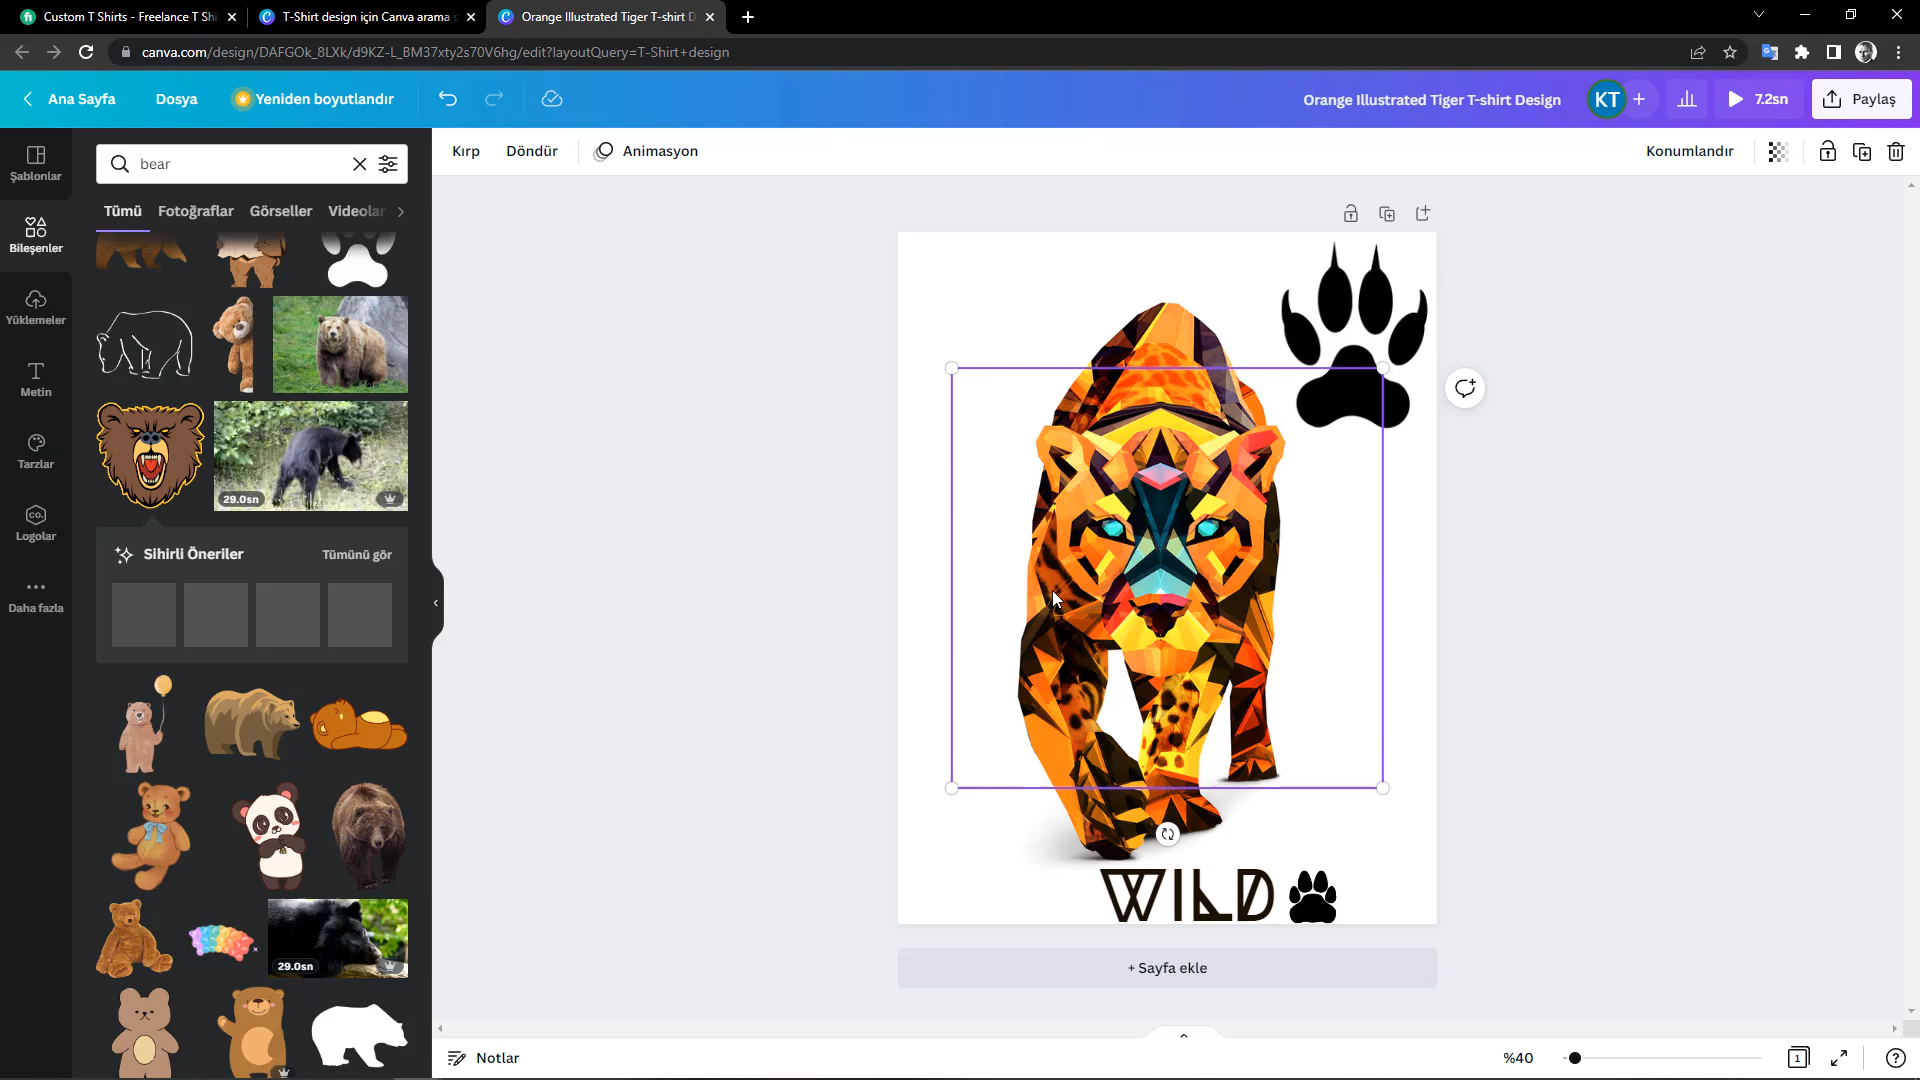 Custom T Shirts - Freelance T Shi
T-Shirt design için Canva arama s
Orange Illustrated Tiger T-shirt D
canva.com/design/DAFGOk_8LXk/d9KZ-L_BM37xty2s70V6hg/edit?layoutQuery=T-Shirt+design
Ana Sayfa
Dosya
Yeniden boyutlandır
Orange Illustrated Tiger T-shirt Design
KT
7.2sn
Paylaş
bear
Kırp
Döndür
Animasyon
Konumlandır
Tümü
Fotoğraflar
Görseller
Videolar
Şablonlar
Bileşenler
Yüklemeler
Metin
Tarzlar
CO.
Logolar
Daha fazla
29.0sn
Sihirli Öneriler
Tümünü gör
29.0sn
WILD
+ Sayfa ekle
Notlar
%40
1